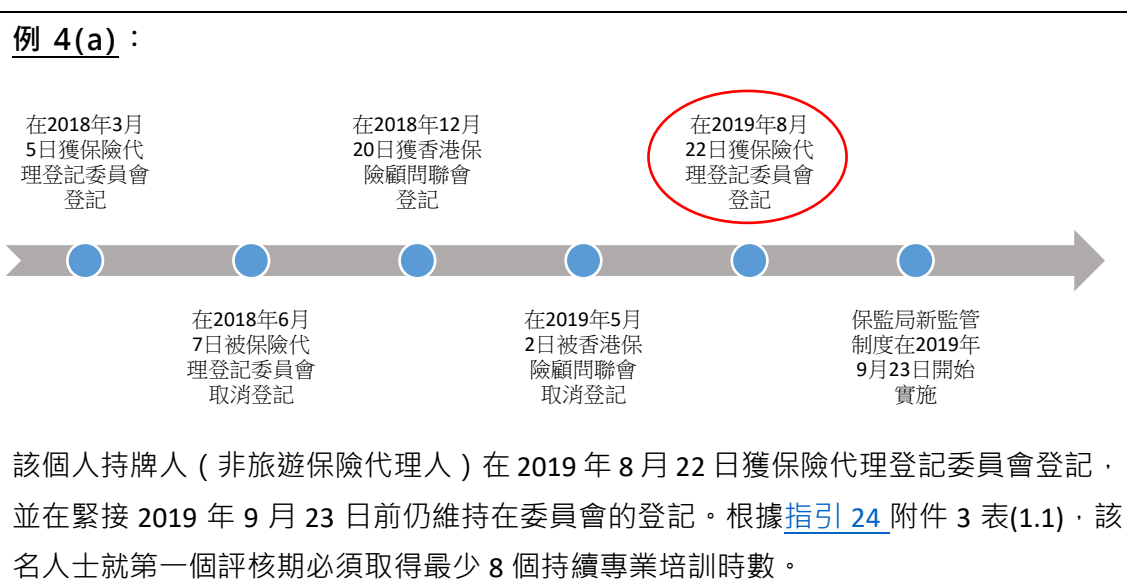 例 4(a)：
在2018年3月
5日獲保險代
理登記委員會
登記
在2018年6月
7日被保險代
理登記委員會
取消登記
在2018年12月
20日獲香港保
險顧問聯會
登記
在2019年5月
2日被香港保
險顧問聯會
取消登記
在2019年8月
22日獲保險代
理登記委員會
登記
保監局新監管
制度在2019年
9月23日開始
實施
該個人持牌人（非旅遊保險代理人）在 2019 年 8 月 22 日獲保險代理登記委員會登記，
並在緊接 2019 年 9 月 23 日前仍維持在委員會的登記。根據指引 24 附件 3 表(1.1)，該
名人士就第一個評核期必須取得最少 8 個持續專業培訓時數。